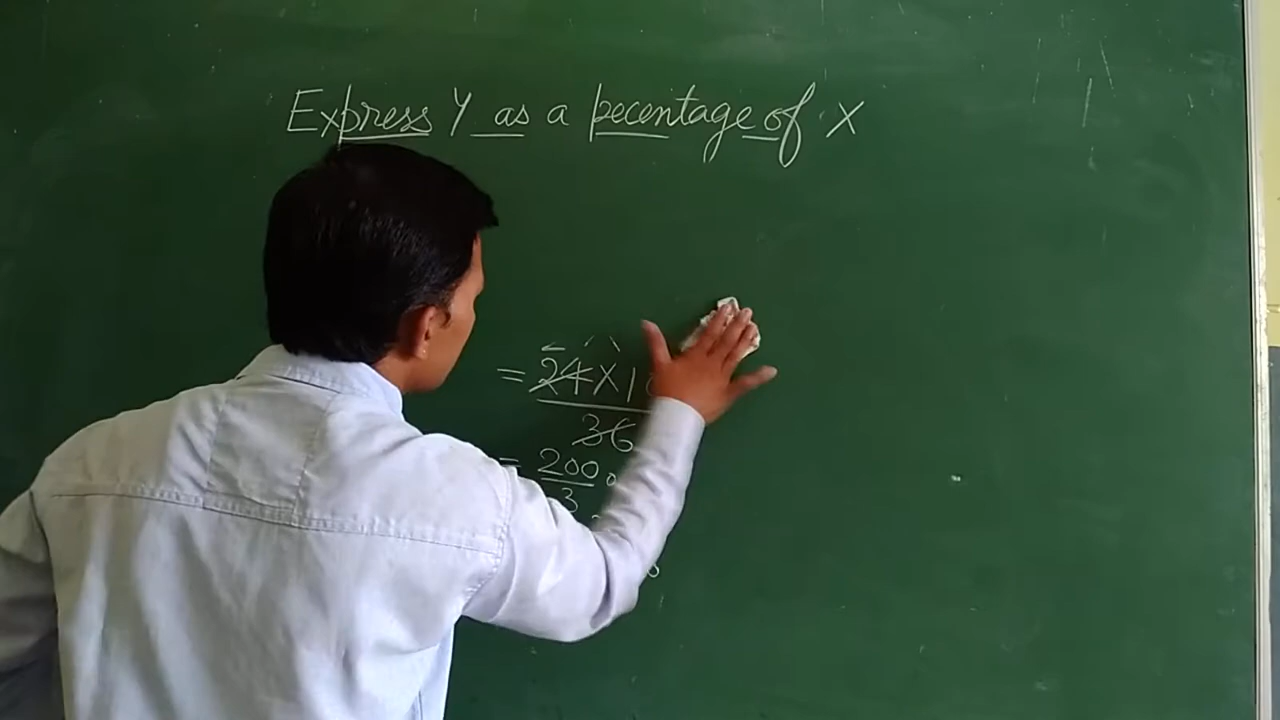 Express Y as a pecentage of X
= 24 X 1
36
= 200
3